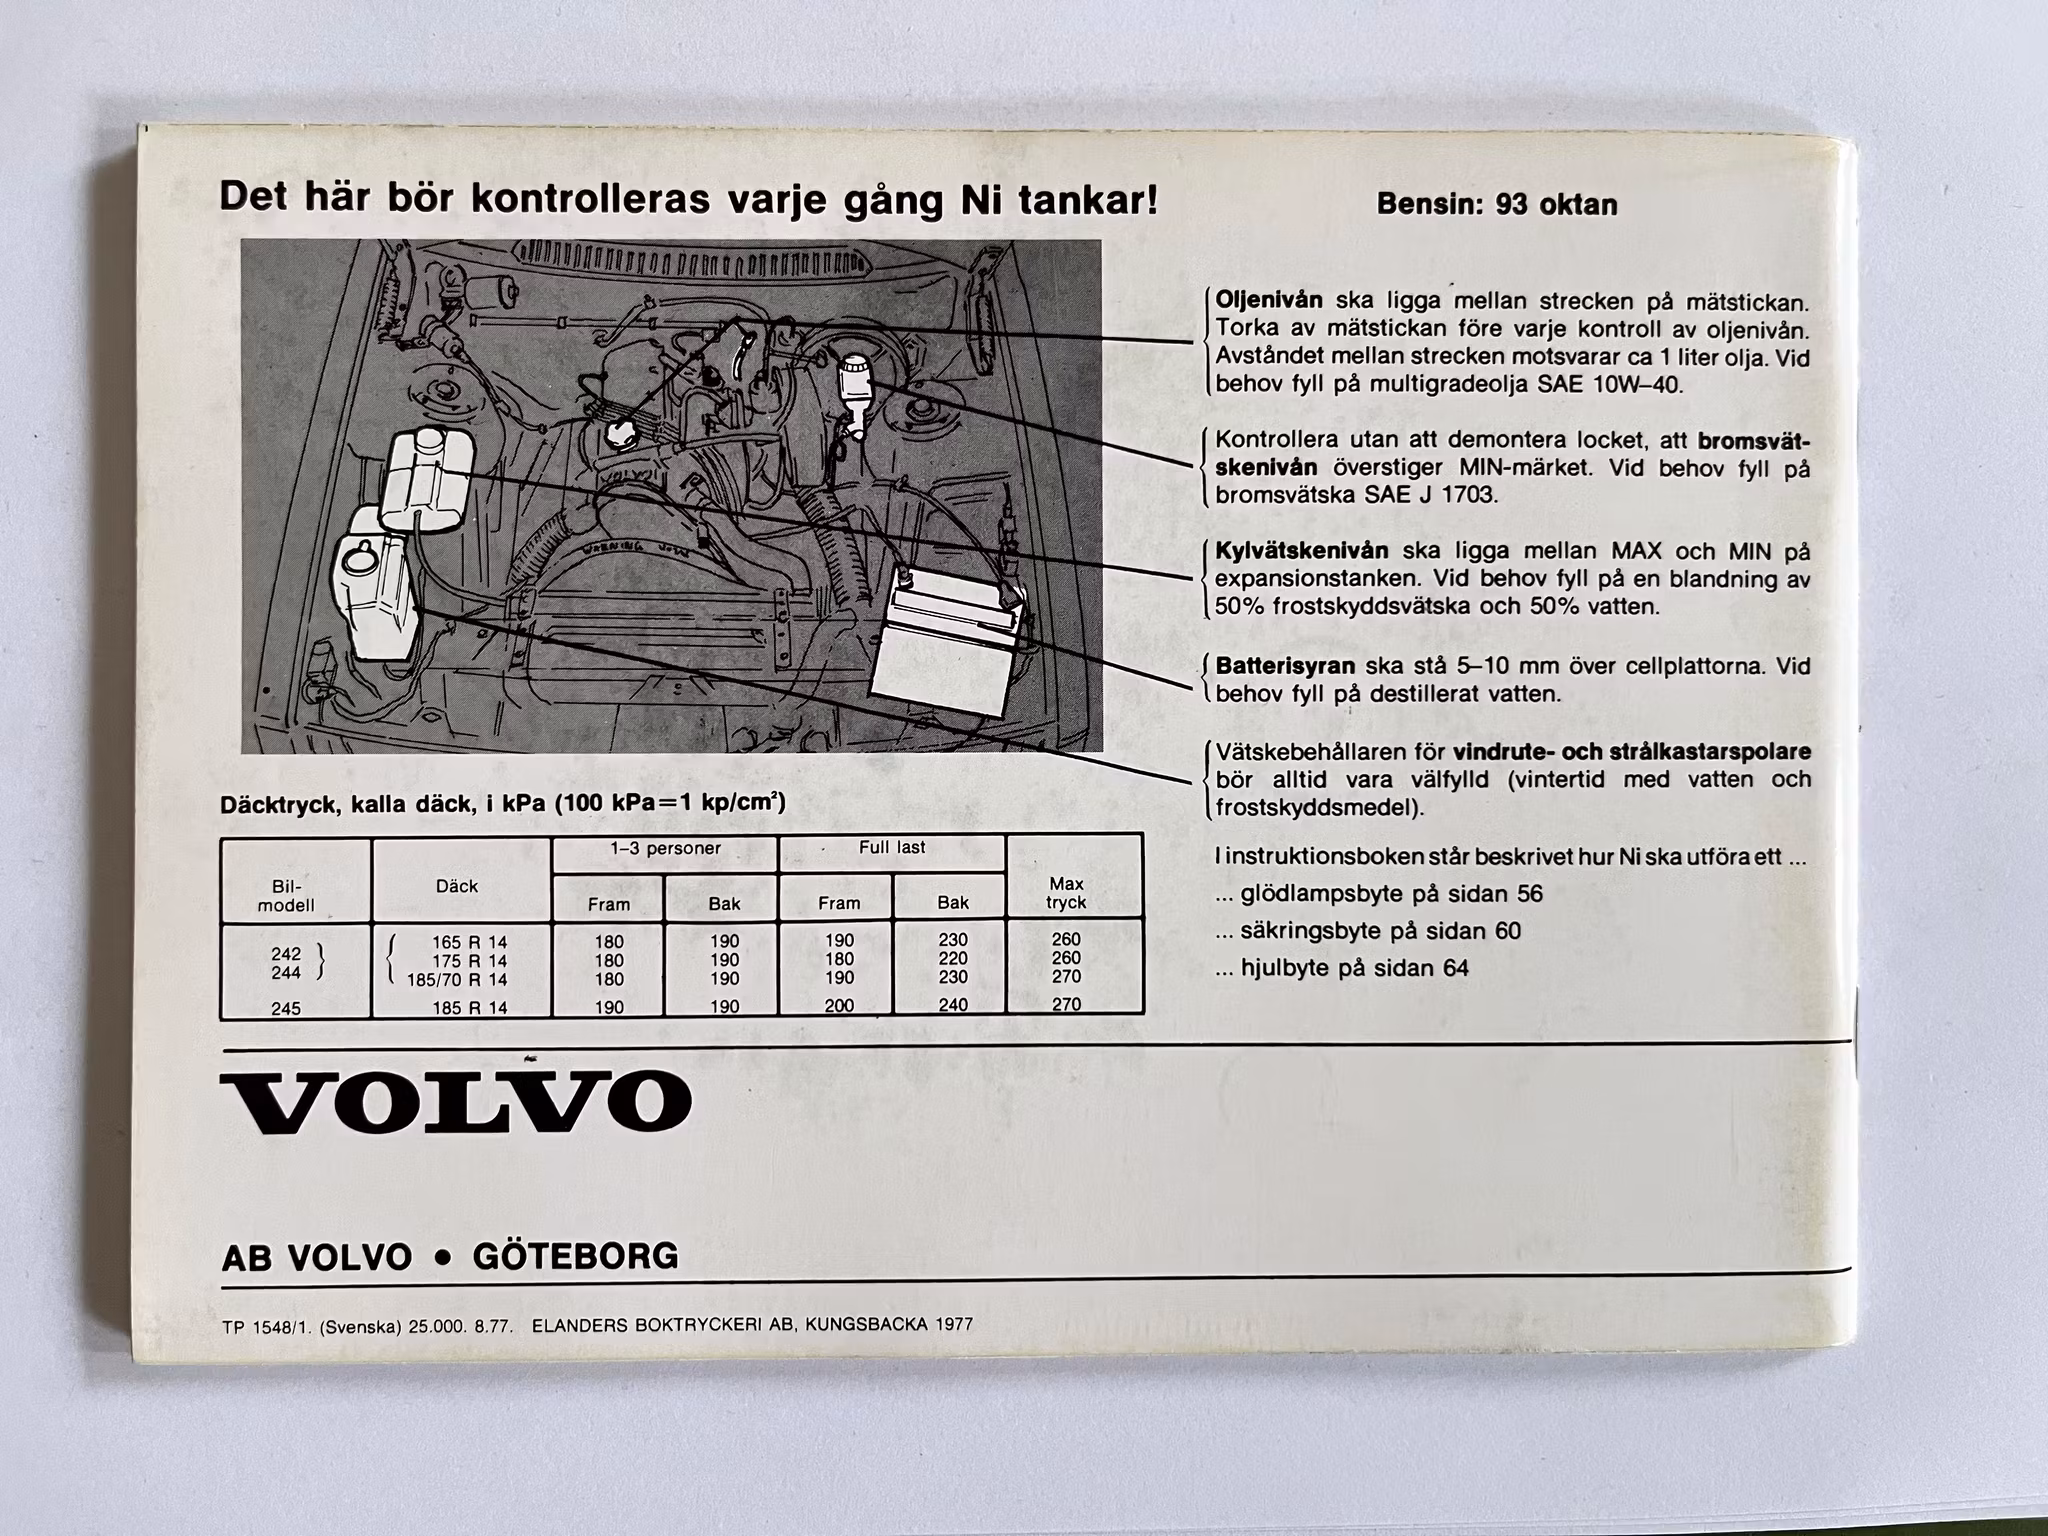 Det här bör kontrolleras varje gång Ni tankar!
Bensin: 93 oktan
VOLVO
WARNING
Oljenivån ska ligga mellan strecken på mätstickan.
Torka av mätstickan före varje kontroll av oljenivån.
Avståndet mellan strecken motsvarar ca 1 liter olja. Vid
behov fyll på multigradeolja SAE 10W–40.
Kontrollera utan att demontera locket, att bromsvät-
skenivån överstiger MIN-märket. Vid behov fyll på
bromsvätska SAE J 1703.
Kylvätskenivån ska ligga mellan MAX och MIN på
expansionstanken. Vid behov fyll på en blandning av
50% frostskyddsvätska och 50% vatten.
Batterisyran ska stå 5–10 mm över cellplattorna. Vid
behov fyll på destillerat vatten.
Vätskebehållaren för vindrute- och strålkastarspolare
bör alltid vara välfylld (vintertid med vatten och
frostskyddsmedel).
I instruktionsboken står beskrivet hur Ni ska utföra ett ...
... glödlampsbyte på sidan 56
... säkringsbyte på sidan 60
... hjulbyte på sidan 64
Däcktryck, kalla däck, i kPa (100 kPa=1 kp/cm²)
1–3 personer Full last
Bil- Däck Max
modell Fram Bak Fram Bak tryck
242 165 R 14 180 190 190 230 260
244 175 R 14 180 190 180 220 260
185/70 R 14 180 190 190 230 270
245 185 R 14 190 190 200 240 270
VOLVO
AB VOLVO • GÖTEBORG
TP 1548/1. (Svenska) 25.000. 8.77. ELANDERS BOKTRYCKERI AB, KUNGSBACKA 1977